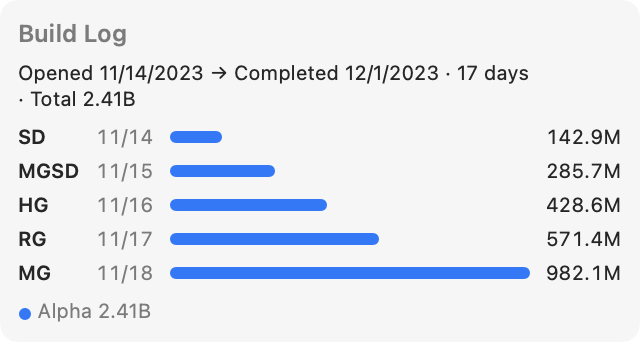 Build Log
Opened 11/14/2023 → Completed 12/1/2023 · 17 days
· Total 2.41B
SD 11/14 142.9M
MGSD 11/15 285.7M
HG 11/16 428.6M
RG 11/17 571.4M
MG 11/18 982.1M
Alpha 2.41B